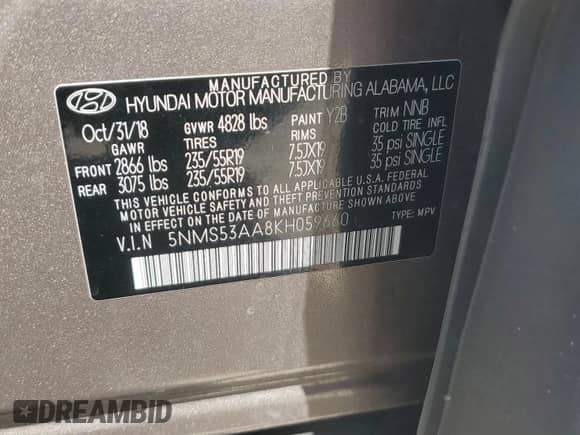 MANUFACTURED BY
HYUNDAI MOTOR MANUFACTURING ALABAMA, LLC
Oct/31/18 GVWR 4828 lbs PAINT Y2B TRIM NNB
GAWR TIRES RIMS COLD TIRE INFL
FRONT 2866 lbs 235/55R19 7.5JX19 35 psi SINGLE
REAR 3075 lbs 235/55R19 7.5JX19 35 psi SINGLE
THIS VEHICLE CONFORMS TO ALL APPLICABLE U.S.A. FEDERAL
MOTOR VEHICLE SAFETY, BUMPER, AND THEFT PREVENTION
STANDARDS IN EFFECT ON THE DATE OF MANUFACTURE SHOWN ABOVE.
V.I.N 5NMS53AA8KH059660 TYPE: MPV
DREAMBID